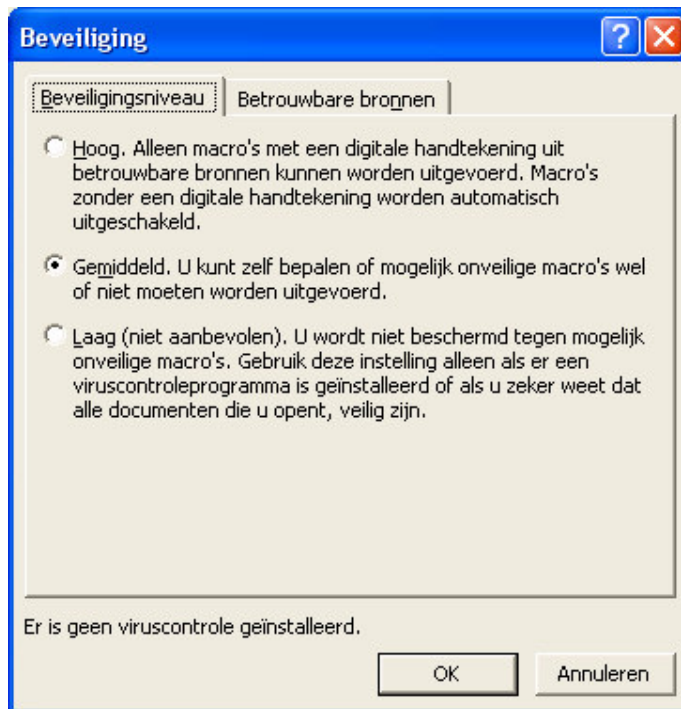 Beveiliging
Beveiligingsniveau
Betrouwbare bronnen
Hoog. Alleen macro's met een digitale handtekening uit
betrouwbare bronnen kunnen worden uitgevoerd. Macro's
zonder een digitale handtekening worden automatisch
uitgeschakeld.
Gemiddeld. U kunt zelf bepalen of mogelijk onveilige macro's wel
of niet moeten worden uitgevoerd.
Laag (niet aanbevolen). U wordt niet beschermd tegen mogelijk
onveilige macro's. Gebruik deze instelling alleen als er een
viruscontroleprogramma is geïnstalleerd of als u zeker weet dat
alle documenten die u opent, veilig zijn.
Er is geen viruscontrole geïnstalleerd.
OK
Annuleren